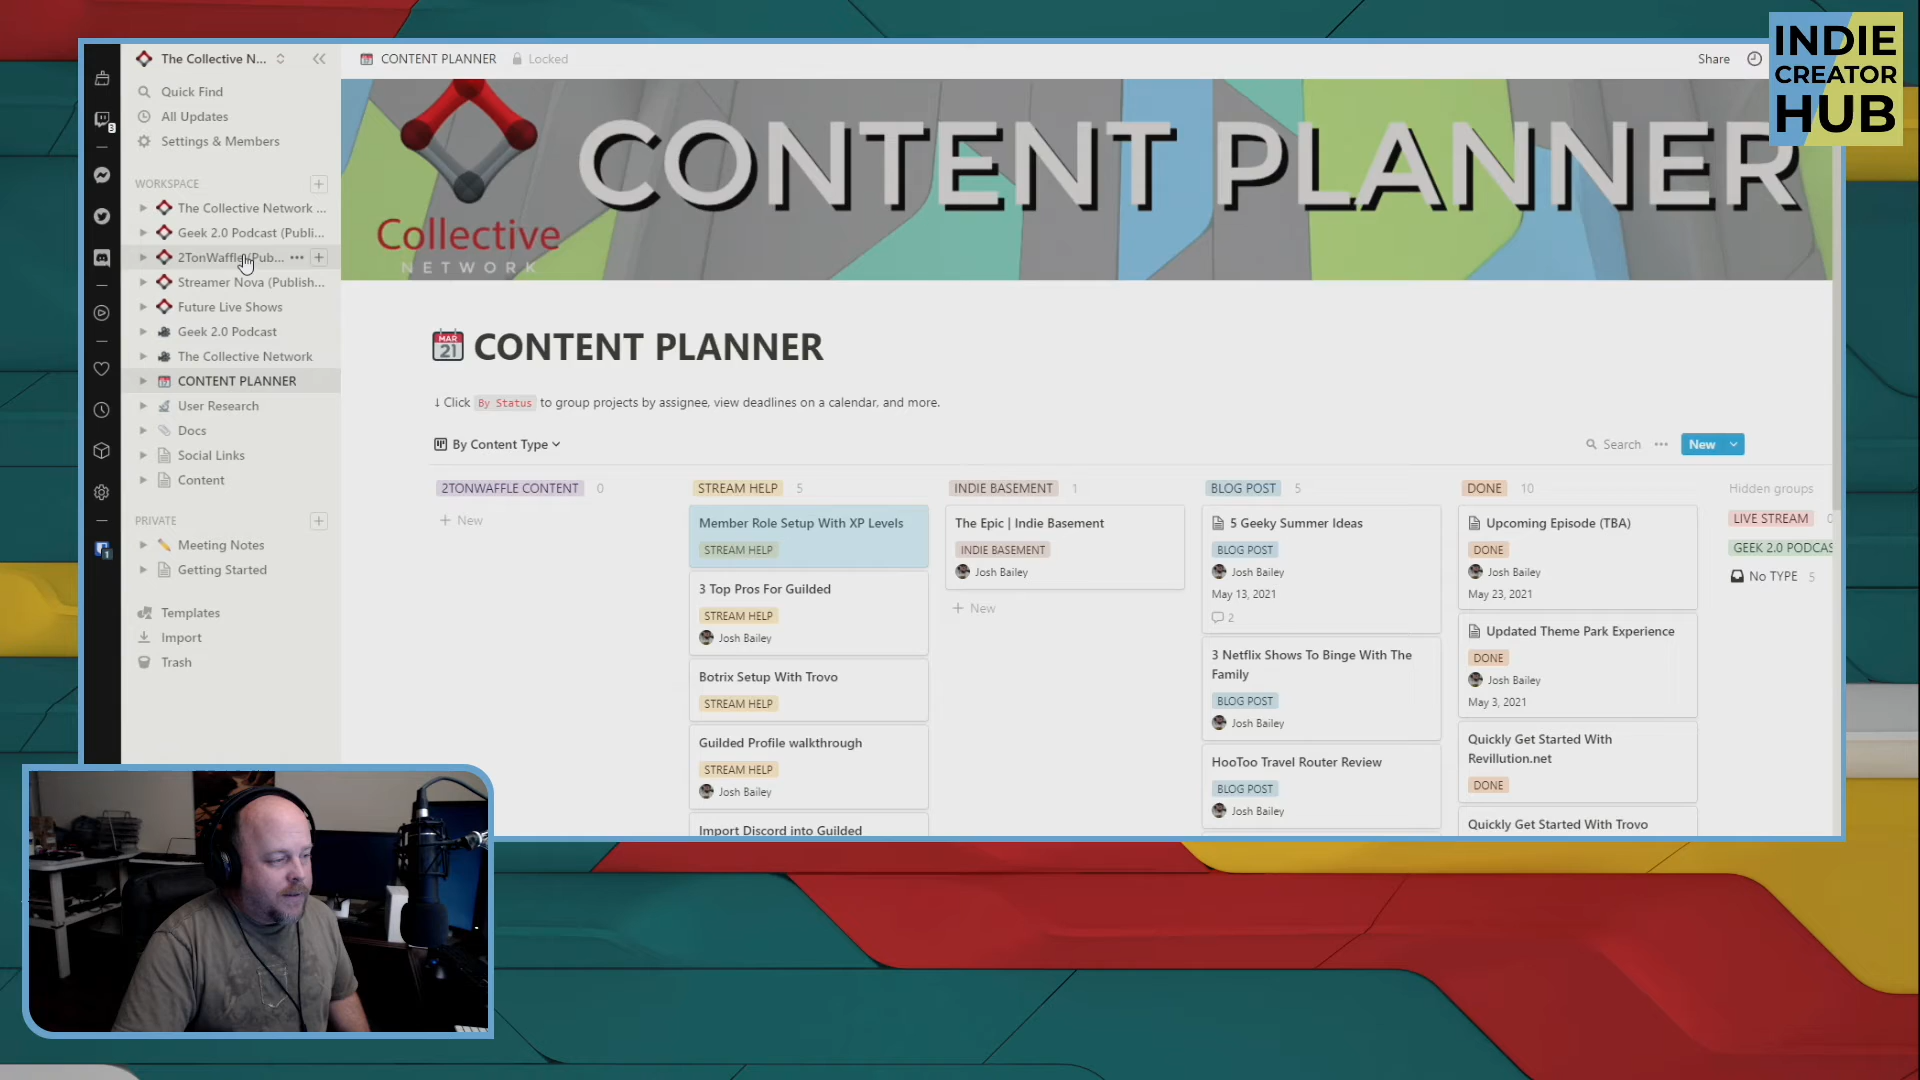 INDIE
CREATOR
HUB
The Collective N...
CONTENT PLANNER
Locked
Share
Quick Find
All Updates
Settings & Members
WORKSPACE
The Collective Network ...
Geek 2.0 Podcast (Publi...
2TonWaffle (Pub...
Streamer Nova (Publish...
Future Live Shows
Geek 2.0 Podcast
The Collective Network
CONTENT PLANNER
User Research
Docs
Social Links
Content
PRIVATE
Meeting Notes
Getting Started
Templates
Import
Trash
3
1
CONTENT PLANNER
Collective
NETWORK
MAR
21
CONTENT PLANNER
↓ Click By Status to group projects by assignee, view deadlines on a calendar, and more.
By Content Type
Search
New
2TONWAFFLE CONTENT 0
+ New
STREAM HELP 5
Member Role Setup With XP Levels
STREAM HELP
3 Top Pros For Guilded
STREAM HELP
Josh Bailey
Botrix Setup With Trovo
STREAM HELP
Guilded Profile walkthrough
STREAM HELP
Josh Bailey
Import Discord into Guilded
INDIE BASEMENT 1
The Epic | Indie Basement
INDIE BASEMENT
Josh Bailey
+ New
BLOG POST 5
5 Geeky Summer Ideas
BLOG POST
Josh Bailey
May 13, 2021
2
3 Netflix Shows To Binge With The
Family
BLOG POST
Josh Bailey
HooToo Travel Router Review
BLOG POST
Josh Bailey
DONE 10
Upcoming Episode (TBA)
DONE
Josh Bailey
May 23, 2021
Updated Theme Park Experience
DONE
Josh Bailey
May 3, 2021
Quickly Get Started With
Revillution.net
DONE
Quickly Get Started With Trovo
Hidden groups
LIVE STREAM 0
GEEK 2.0 PODCAS
No TYPE 5